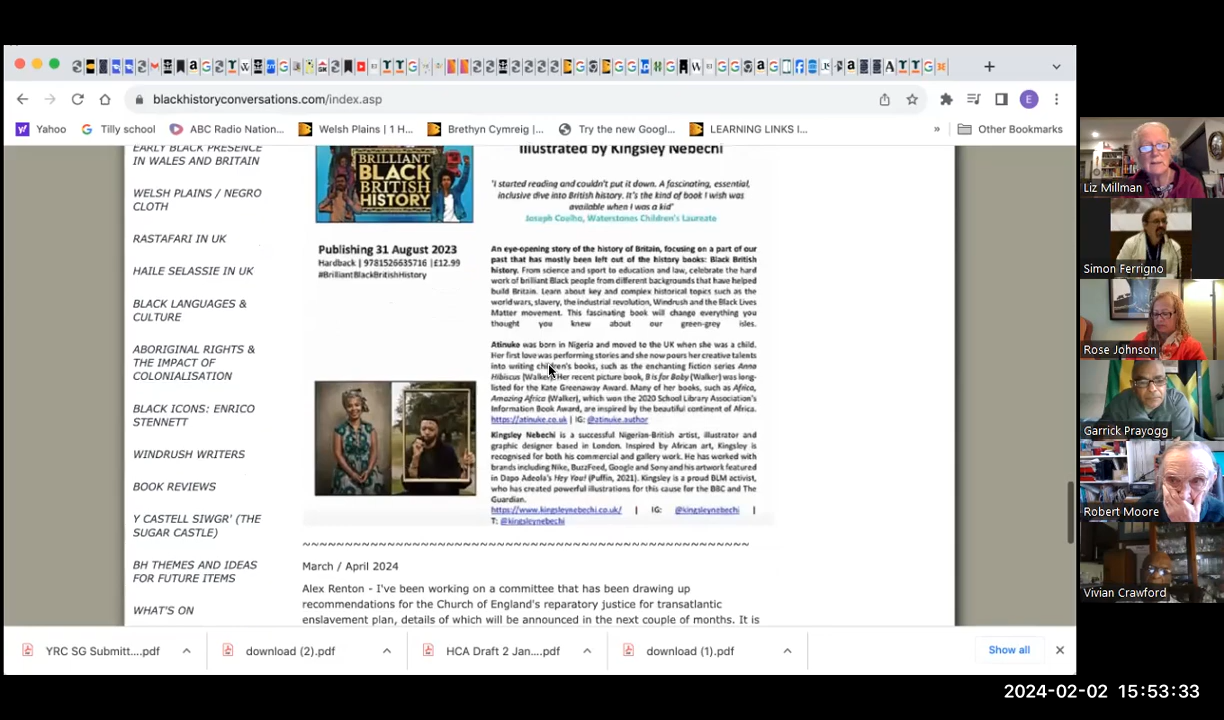 blackhistoryconversations.com/index.asp
E
Yahoo
Tilly school
ABC Radio Nation...
Welsh Plains | 1 H...
Brethyn Cymreig |...
Try the new Googl...
LEARNING LINKS I...
»
Other Bookmarks
EARLY BLACK PRESENCE
IN WALES AND BRITAIN
WELSH PLAINS / NEGRO
CLOTH
RASTAFARI IN UK
HAILE SELASSIE IN UK
BLACK LANGUAGES &
CULTURE
ABORIGINAL RIGHTS &
THE IMPACT OF
COLONIALISATION
BLACK ICONS: ENRICO
STENNETT
WINDRUSH WRITERS
BOOK REVIEWS
Y CASTELL SIWGR' (THE
SUGAR CASTLE)
BH THEMES AND IDEAS
FOR FUTURE ITEMS
WHAT'S ON
BRILLIANT
BLACK
BRITISH
HISTORY
Publishing 31 August 2023
Hardback | 9781526635716 |£12.99
#BrilliantBlackBritishHistory
Illustrated by Kingsley Nebechi
'I started reading and couldn't put it down. A fascinating, essential,
inclusive dive into British history. It's the kind of book I wish was
available when I was a kid'
Joseph Coelho, Waterstones Children's Laureate
An eye-opening story of the history of Britain, focusing on a part of our
past that has mostly been left out of the history books: Black British
history. From science and sport to education and law, celebrate the hard
work of brilliant Black people from different backgrounds that have helped
build Britain. Learn about key and complex historical topics such as the
world wars, slavery, the industrial revolution, Windrush and the Black Lives
Matter movement. This fascinating book will change everything you
thought you knew about our green-grey isles.
Atinuke was born in Nigeria and moved to the UK when she was a child.
Her first love was performing stories and she now pours her creative talents
into writing children's books, such as the enchanting fiction series Anna
Hibiscus (Walker). Her recent picture book, B is for Baby (Walker) was long-
listed for the Kate Greenaway Award. Many of her books, such as Africa,
Amazing Africa (Walker), which won the 2020 School Library Association's
Information Book Award, are inspired by the beautiful continent of Africa.
https://atinuke.co.uk | IG: @atinuke.author
Kingsley Nebechi is a successful Nigerian-British artist, illustrator and
graphic designer based in London. Inspired by African art, Kingsley is
recognised for both his commercial and gallery work. He has worked with
brands including Nike, BuzzFeed, Google and Sony and his artwork featured
in Dapo Adeola's Hey You! (Puffin, 2021). Kingsley is a proud BLM activist,
who has created powerful illustrations for this cause for the BBC and The
Guardian.
https://www.kingsleynebechi.co.uk/ | IG: @kingsleynebechi |
T: @kingsleynebechi
~~~~~~~~~~~~~~~~~~~~~~~~~~~~~~~~~~~~~~~~~~~~~~~~~~
March / April 2024
Alex Renton - I've been working on a committee that has been drawing up
recommendations for the Church of England's reparatory justice for transatlantic
enslavement plan, details of which will be announced in the next couple of months. It is
YRC SG Submitt....pdf
download (2).pdf
HCA Draft 2 Jan....pdf
download (1).pdf
Show all
Liz Millman
Simon Ferrigno
Rose Johnson
Garrick Prayogg
Robert Moore
Vivian Crawford
2024-02-02 15:53:33